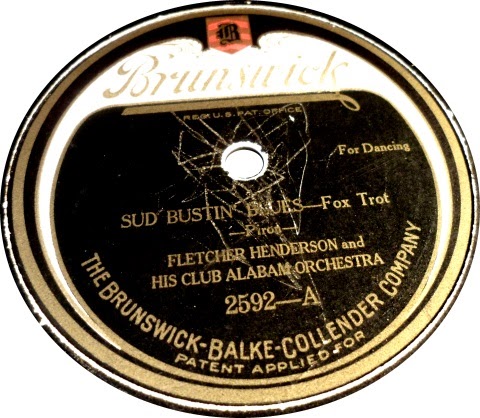 Brunswick
REG. U.S. PAT. OFFICE
For Dancing
SUD BUSTIN' BLUES—Fox Trot
—Piron—
FLETCHER HENDERSON and
HIS CLUB ALABAM ORCHESTRA
2592—A
THE BRUNSWICK-BALKE-COLLENDER COMPANY
PATENT APPLIED FOR